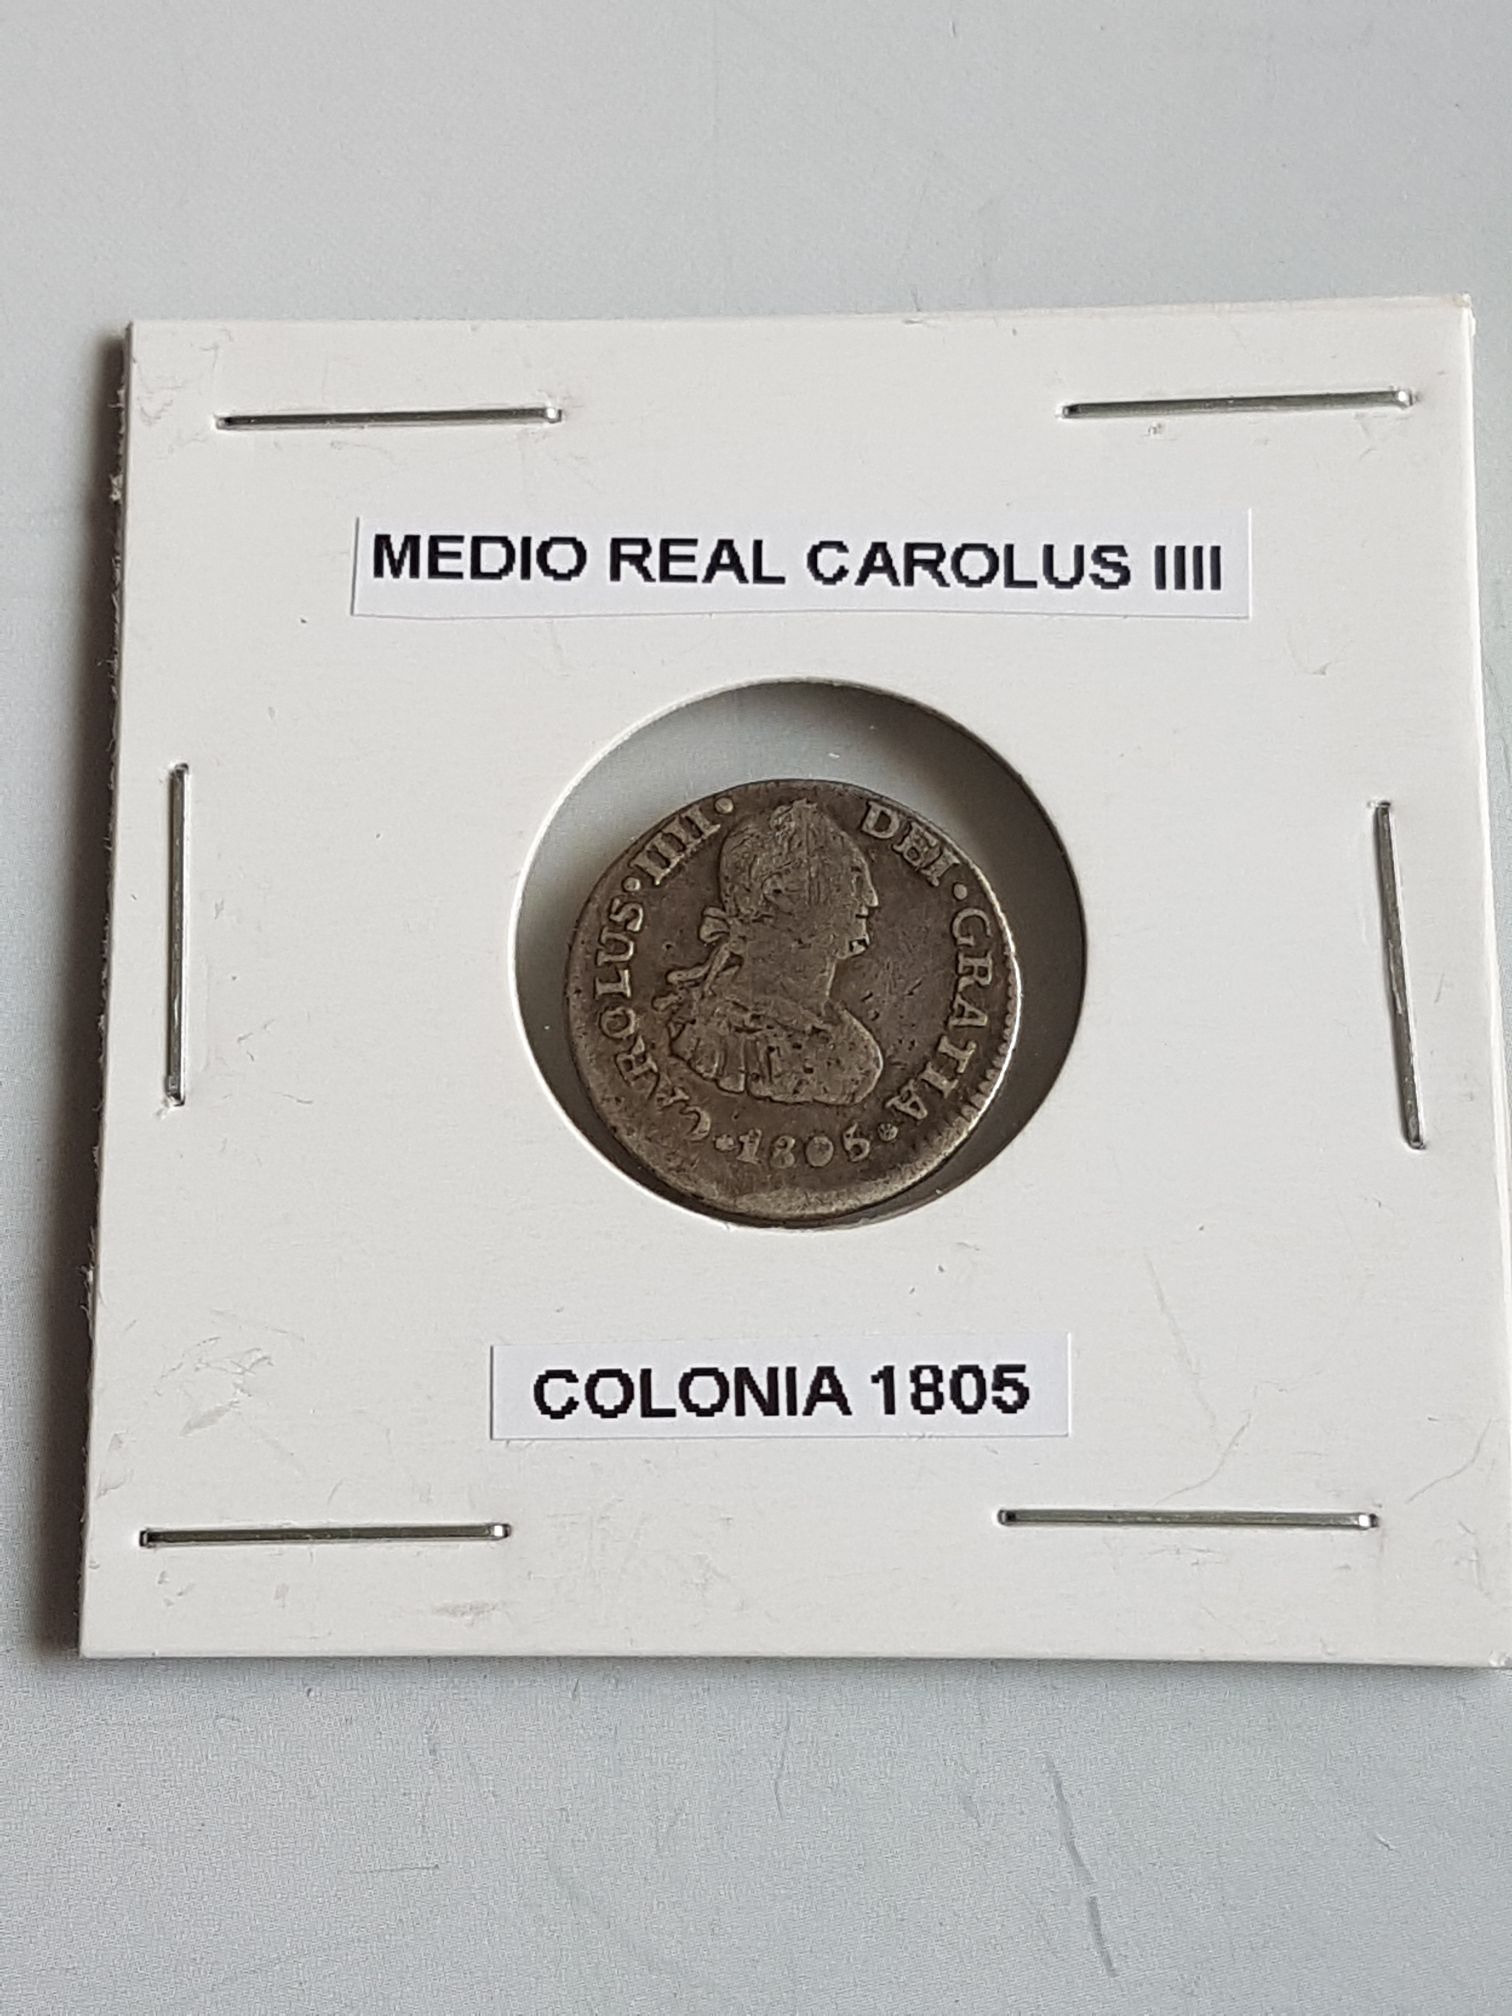 MEDIO REAL CAROLUS IIII
CAROLUS·IIII· DEI·GRATIA
·1805·
COLONIA 1805